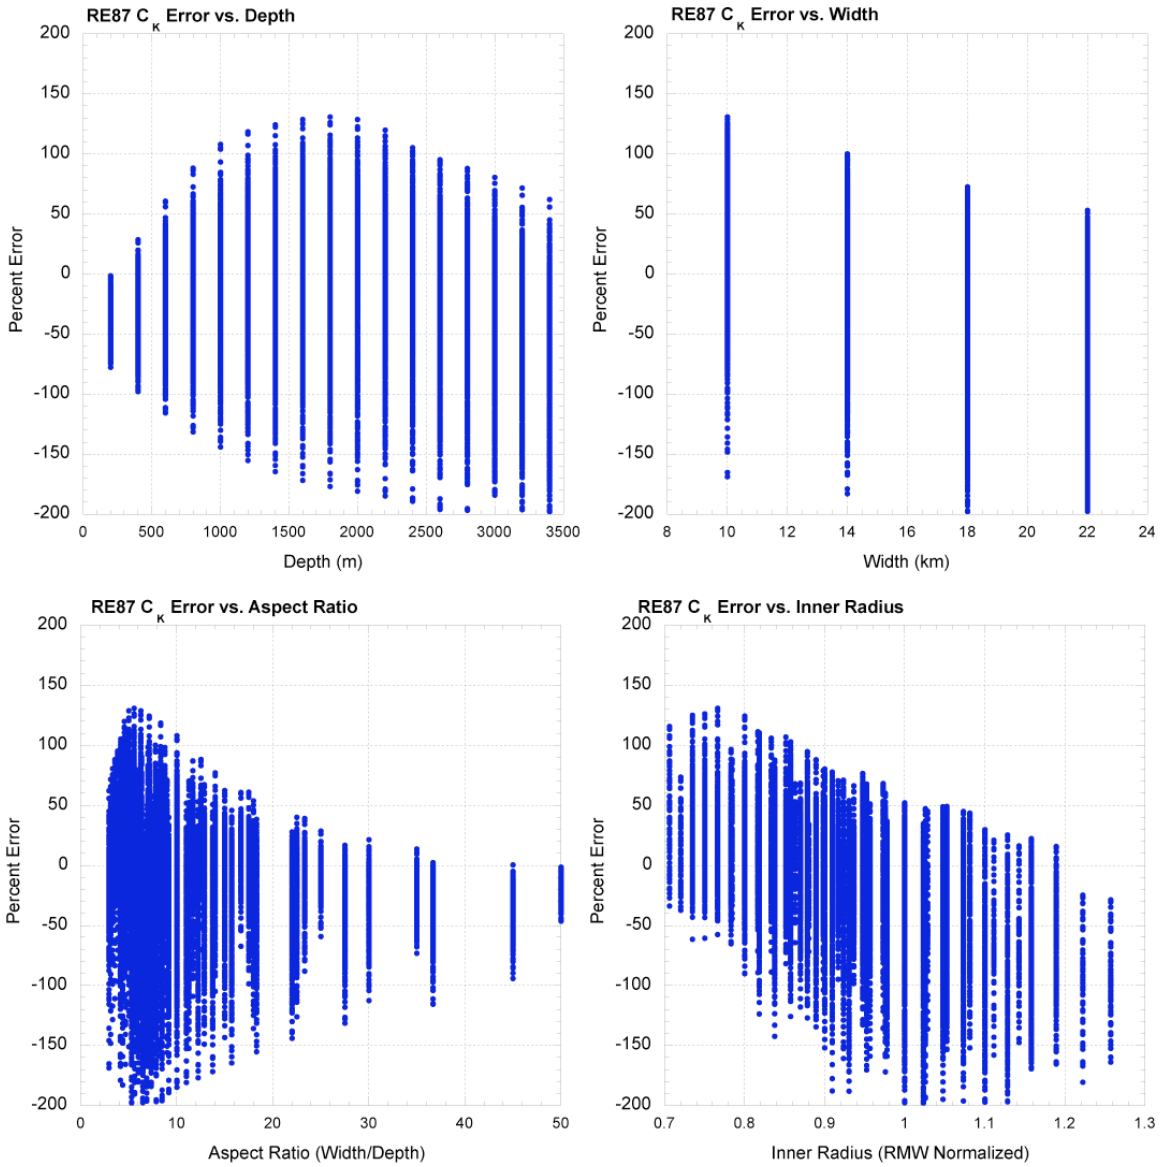 RE87 C_K Error vs. Depth
200
150
100
50
0
-50
-100
-150
-200
Percent Error
0 500 1000 1500 2000 2500 3000 3500
Depth (m)
RE87 C_K Error vs. Width
200
150
100
50
0
-50
-100
-150
-200
Percent Error
8 10 12 14 16 18 20 22 24
Width (km)
RE87 C_K Error vs. Aspect Ratio
200
150
100
50
0
-50
-100
-150
-200
Percent Error
0 10 20 30 40 50
Aspect Ratio (Width/Depth)
RE87 C_K Error vs. Inner Radius
200
150
100
50
0
-50
-100
-150
-200
Percent Error
0.7 0.8 0.9 1 1.1 1.2 1.3
Inner Radius (RMW Normalized)